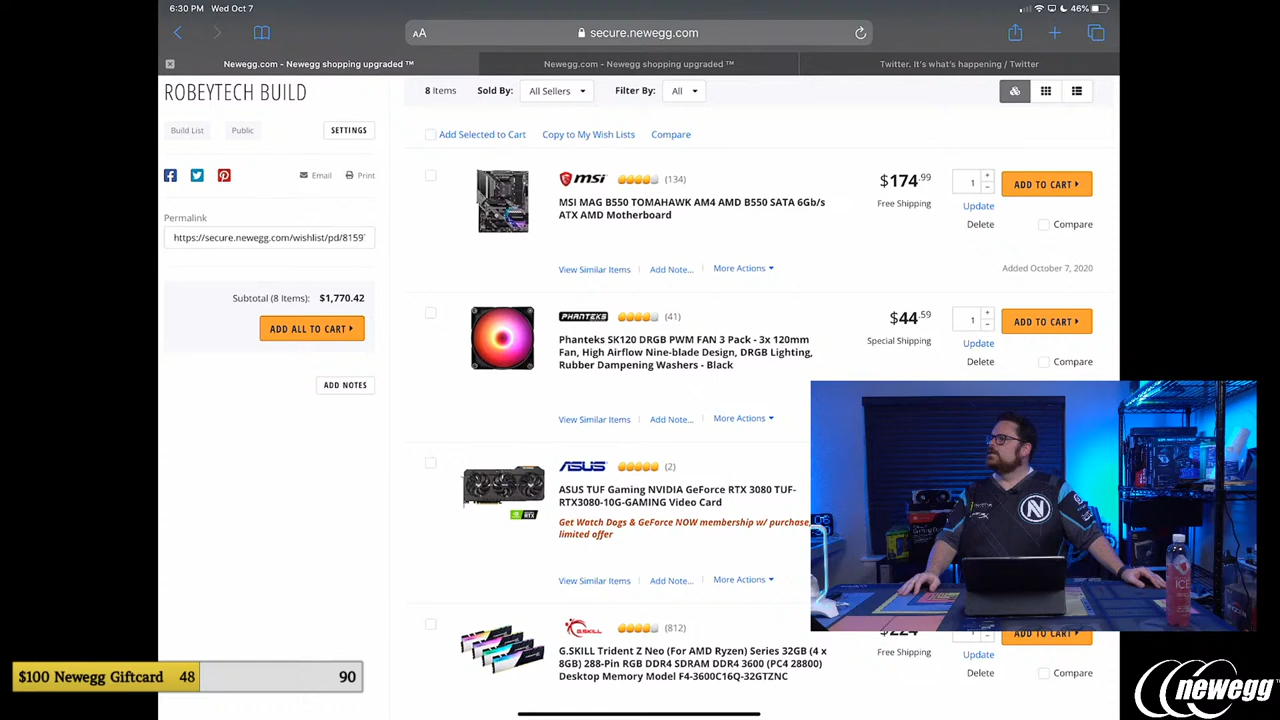 6:30 PM Wed Oct 7
46%
AA
secure.newegg.com
Newegg.com - Newegg shopping upgraded ™
Newegg.com - Newegg shopping upgraded ™
Twitter. It's what's happening / Twitter
ROBEYTECH BUILD
Build List
Public
SETTINGS
Email
Print
Permalink
https://secure.newegg.com/wishlist/pd/8159
Subtotal (8 Items): $1,770.42
ADD ALL TO CART
ADD NOTES
8 Items
Sold By:
All Sellers
Filter By:
All
Add Selected to Cart
Copy to My Wish Lists
Compare
msi
(134)
MSI MAG B550 TOMAHAWK AM4 AMD B550 SATA 6Gb/s
ATX AMD Motherboard
$174.99
Free Shipping
1
ADD TO CART
Update
Delete
Compare
View Similar Items
Add Note...
More Actions
Added October 7, 2020
PHANTEKS
(41)
Phanteks SK120 DRGB PWM FAN 3 Pack - 3x 120mm
Fan, High Airflow Nine-blade Design, DRGB Lighting,
Rubber Dampening Washers - Black
$44.59
Special Shipping
1
ADD TO CART
Update
Delete
Compare
View Similar Items
Add Note...
More Actions
ASUS
(2)
ASUS TUF Gaming NVIDIA GeForce RTX 3080 TUF-
RTX3080-10G-GAMING Video Card
Get Watch Dogs & GeForce NOW membership w/ purchase,
limited offer
View Similar Items
Add Note...
More Actions
G.SKILL
(812)
G.SKILL Trident Z Neo (For AMD Ryzen) Series 32GB (4 x
8GB) 288-Pin RGB DDR4 SDRAM DDR4 3600 (PC4 28800)
Desktop Memory Model F4-3600C16Q-32GTZNC
Free Shipping
ADD TO CART
Update
Delete
Compare
ICE
$100 Newegg Giftcard 48
90
newegg